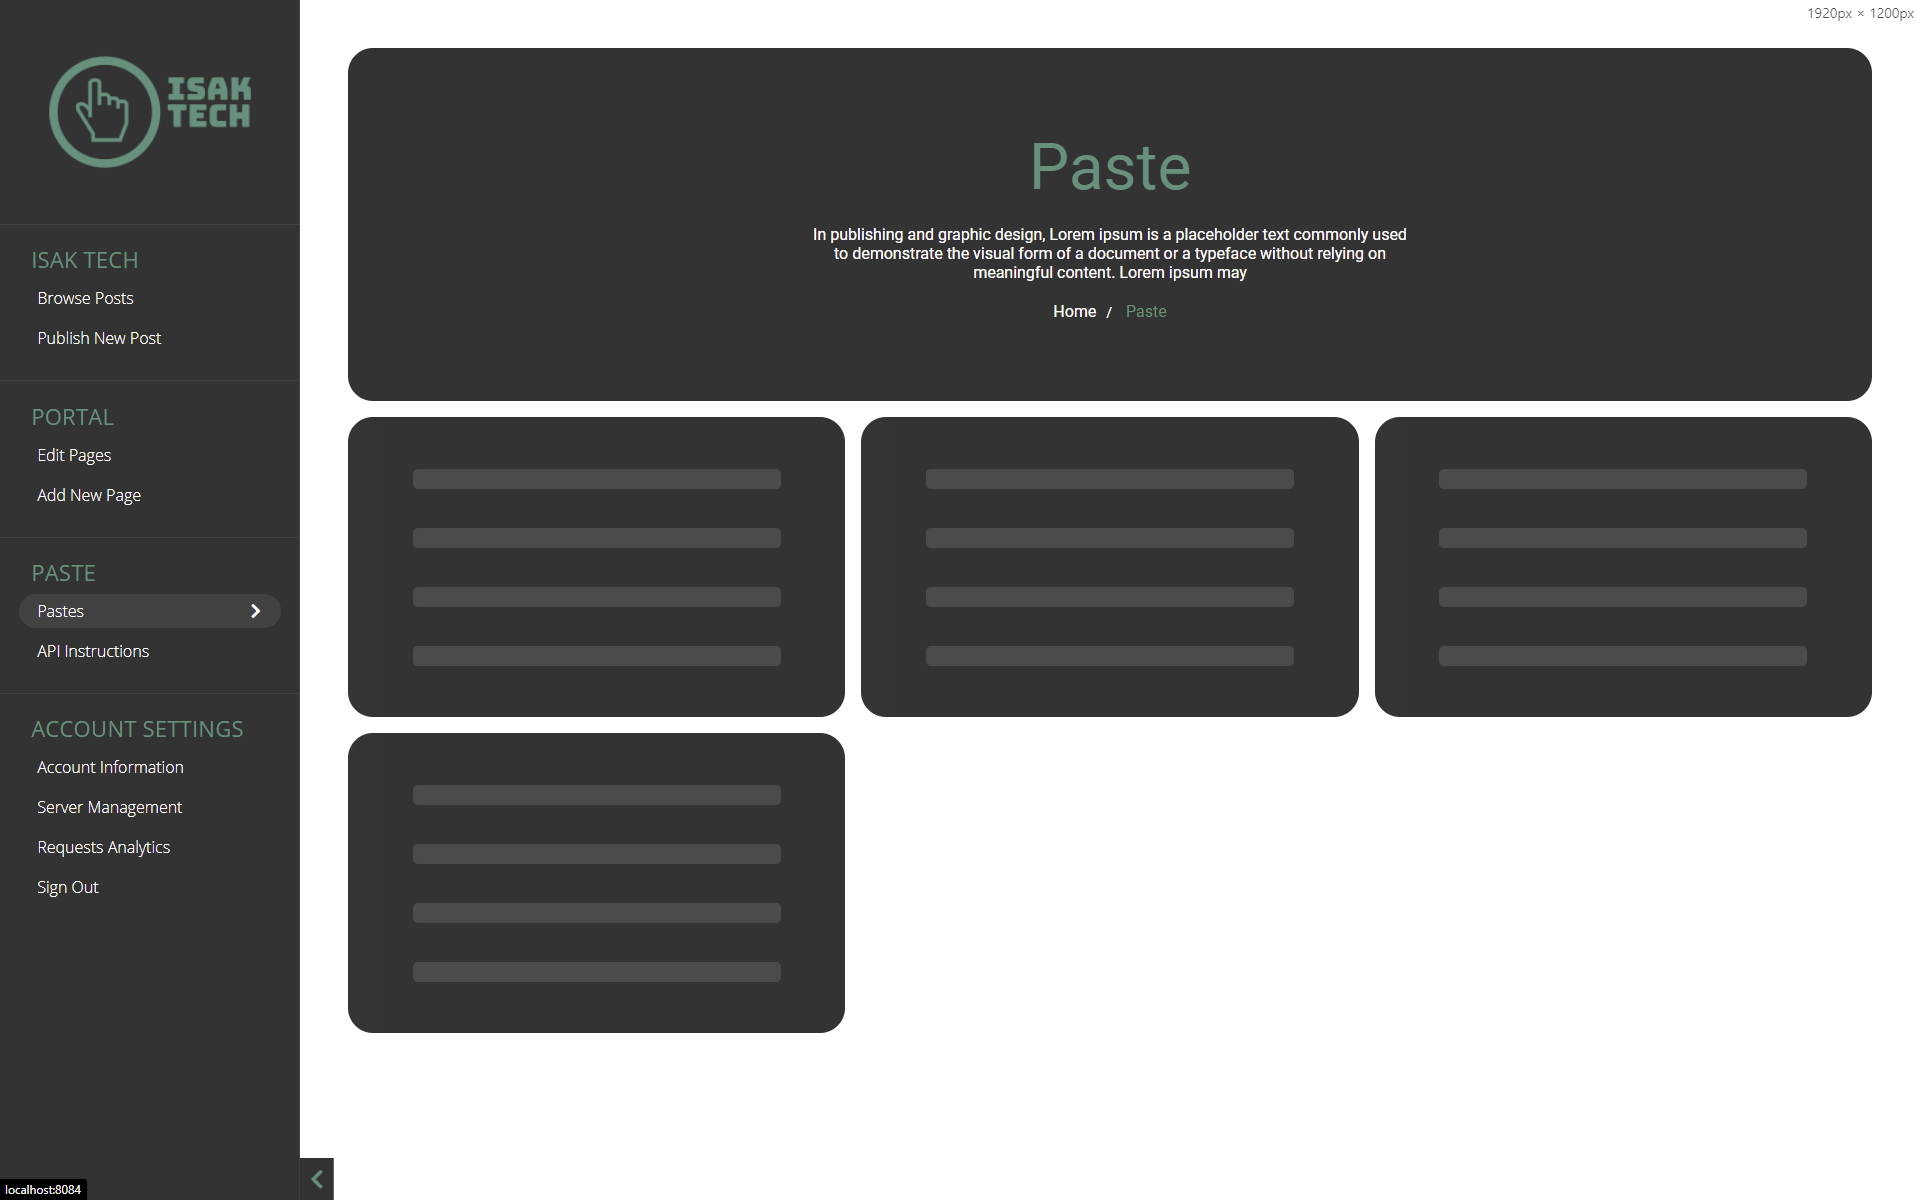 1920px × 1200px
ISAK
TECH
ISAK TECH
Browse Posts
Publish New Post
PORTAL
Edit Pages
Add New Page
PASTE
Pastes
API Instructions
ACCOUNT SETTINGS
Account Information
Server Management
Requests Analytics
Sign Out
localhost:8084
Paste
In publishing and graphic design, Lorem ipsum is a placeholder text commonly used
to demonstrate the visual form of a document or a typeface without relying on
meaningful content. Lorem ipsum may
Home / Paste